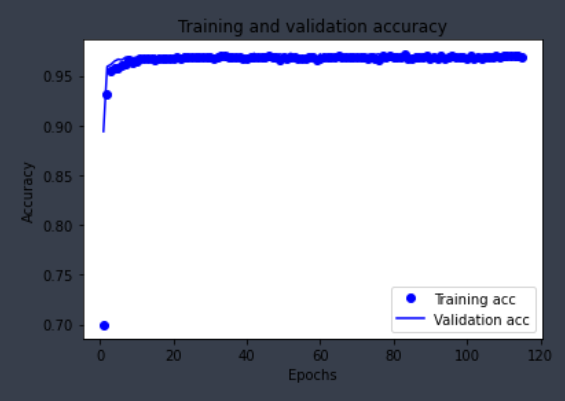 Training and validation accuracy
Accuracy
0.95
0.90
0.85
0.80
0.75
0.70
Training acc
Validation acc
0 20 40 60 80 100 120
Epochs